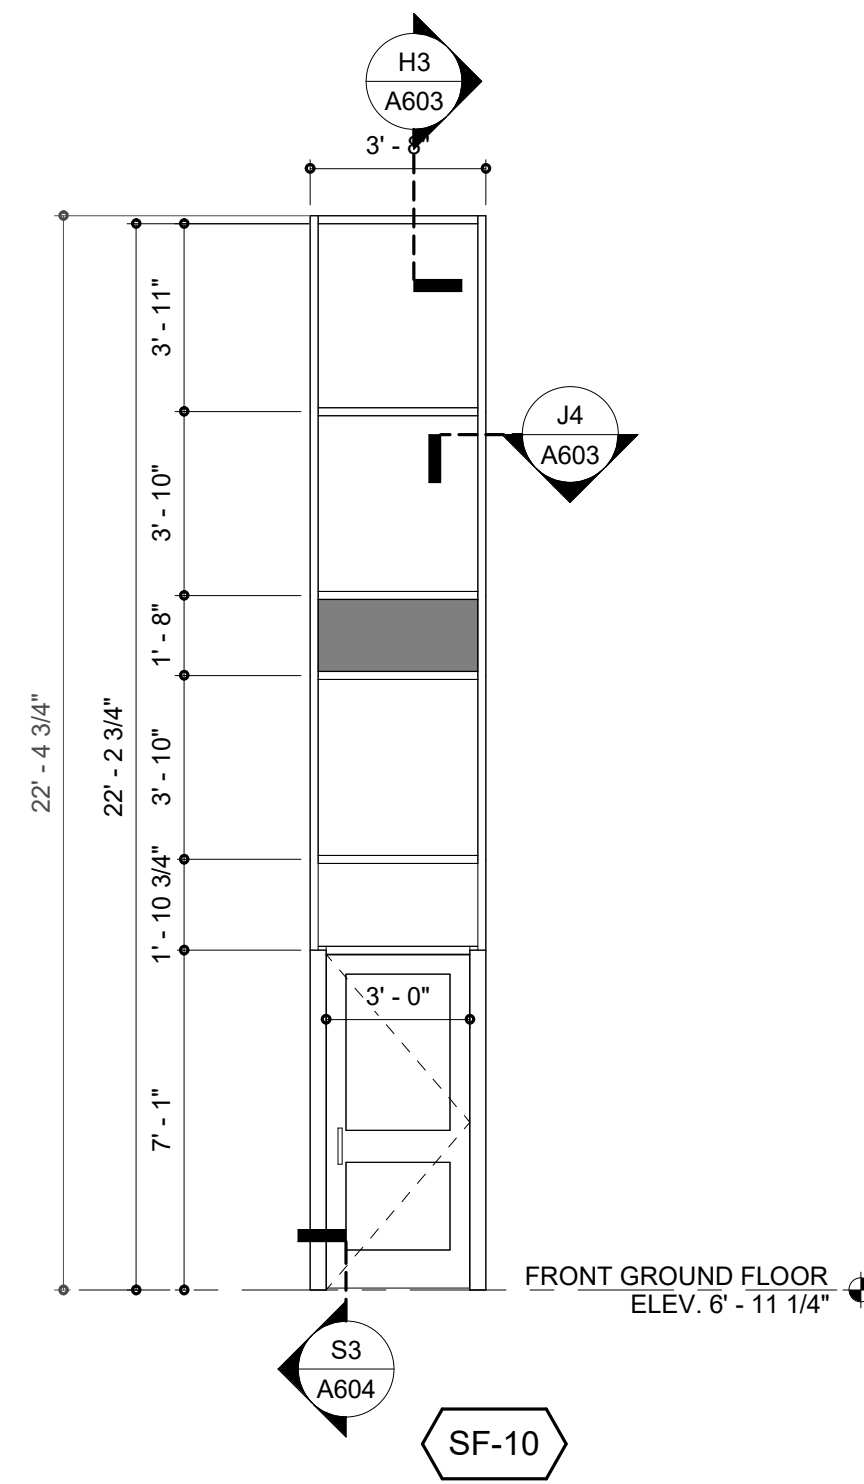 H3
A603
3' - 8"
3' - 11"
J4
A603
3' - 10"
1' - 8"
22' - 4 3/4"
22' - 2 3/4"
3' - 10"
1' - 10 3/4"
3' - 0"
7' - 1"
FRONT GROUND FLOOR
ELEV. 6' - 11 1/4"
S3
A604
SF-10